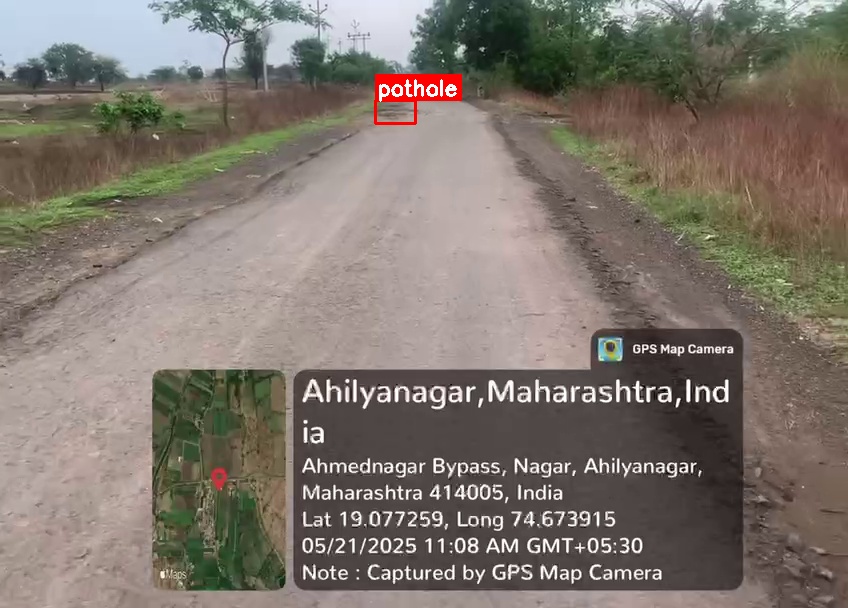 pothole
GPS Map Camera
Ahilyanagar,Maharashtra,Ind
ia
Ahmednagar Bypass, Nagar, Ahilyanagar,
Maharashtra 414005, India
Lat 19.077259, Long 74.673915
05/21/2025 11:08 AM GMT+05:30
Note : Captured by GPS Map Camera
Maps